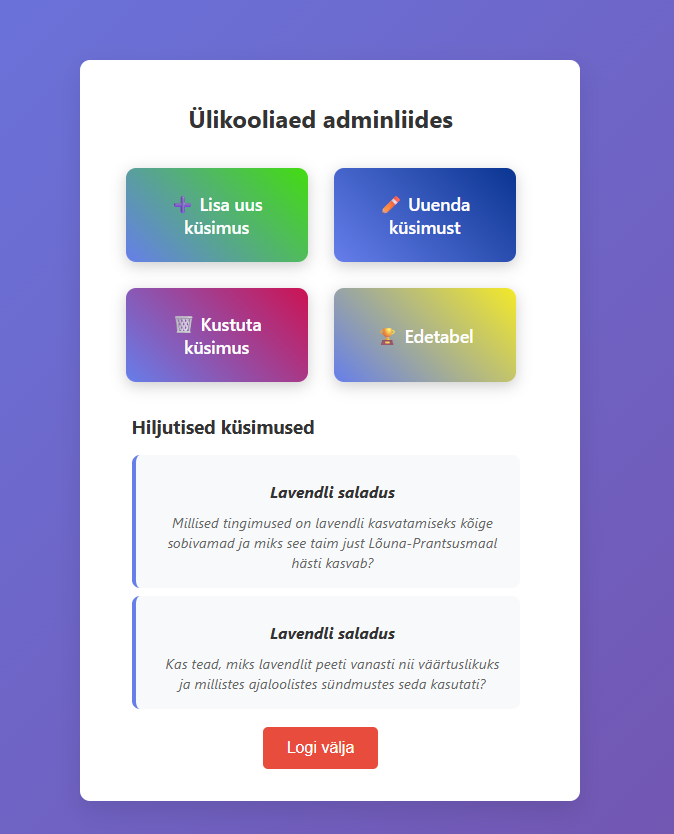 Ülikooliaed adminliides
➕ Lisa uus
küsimus
✏️ Uuenda
küsimust
🗑️ Kustuta
küsimus
🏆 Edetabel
Hiljutised küsimused
Lavendli saladus
Millised tingimused on lavendli kasvatamiseks kõige
sobivamad ja miks see taim just Lõuna-Prantsusmaal
hästi kasvab?
Lavendli saladus
Kas tead, miks lavendlit peeti vanasti nii väärtuslikuks
ja millistes ajaloolistes sündmustes seda kasutati?
Logi välja